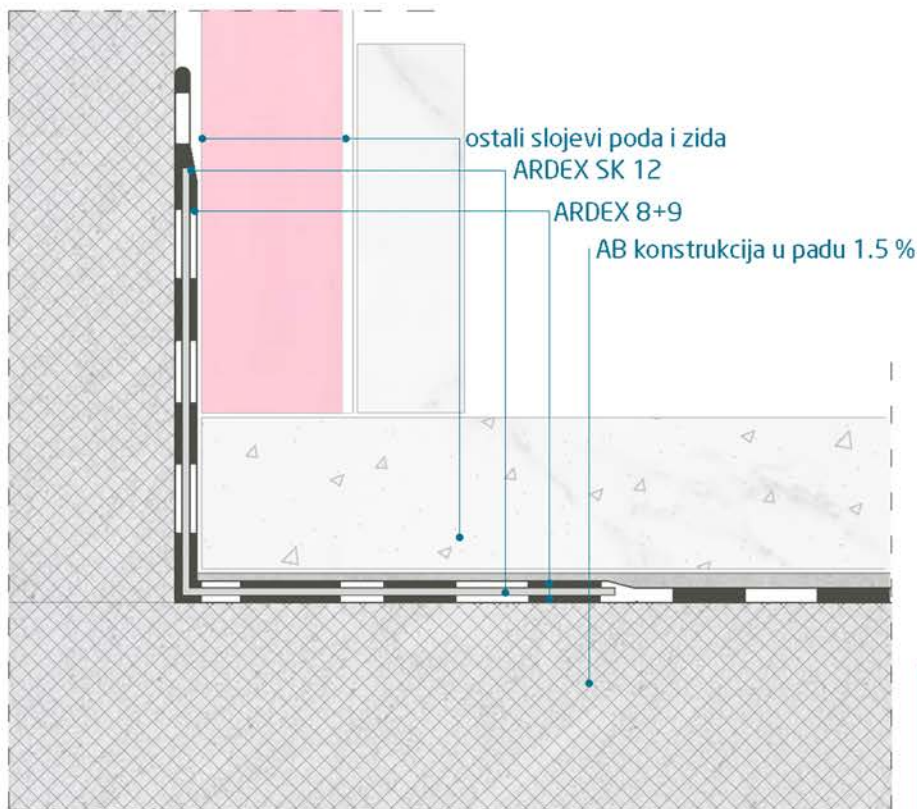 ostali slojevi poda i zida
ARDEX SK 12
ARDEX 8+9
AB konstrukcija u padu 1.5 %